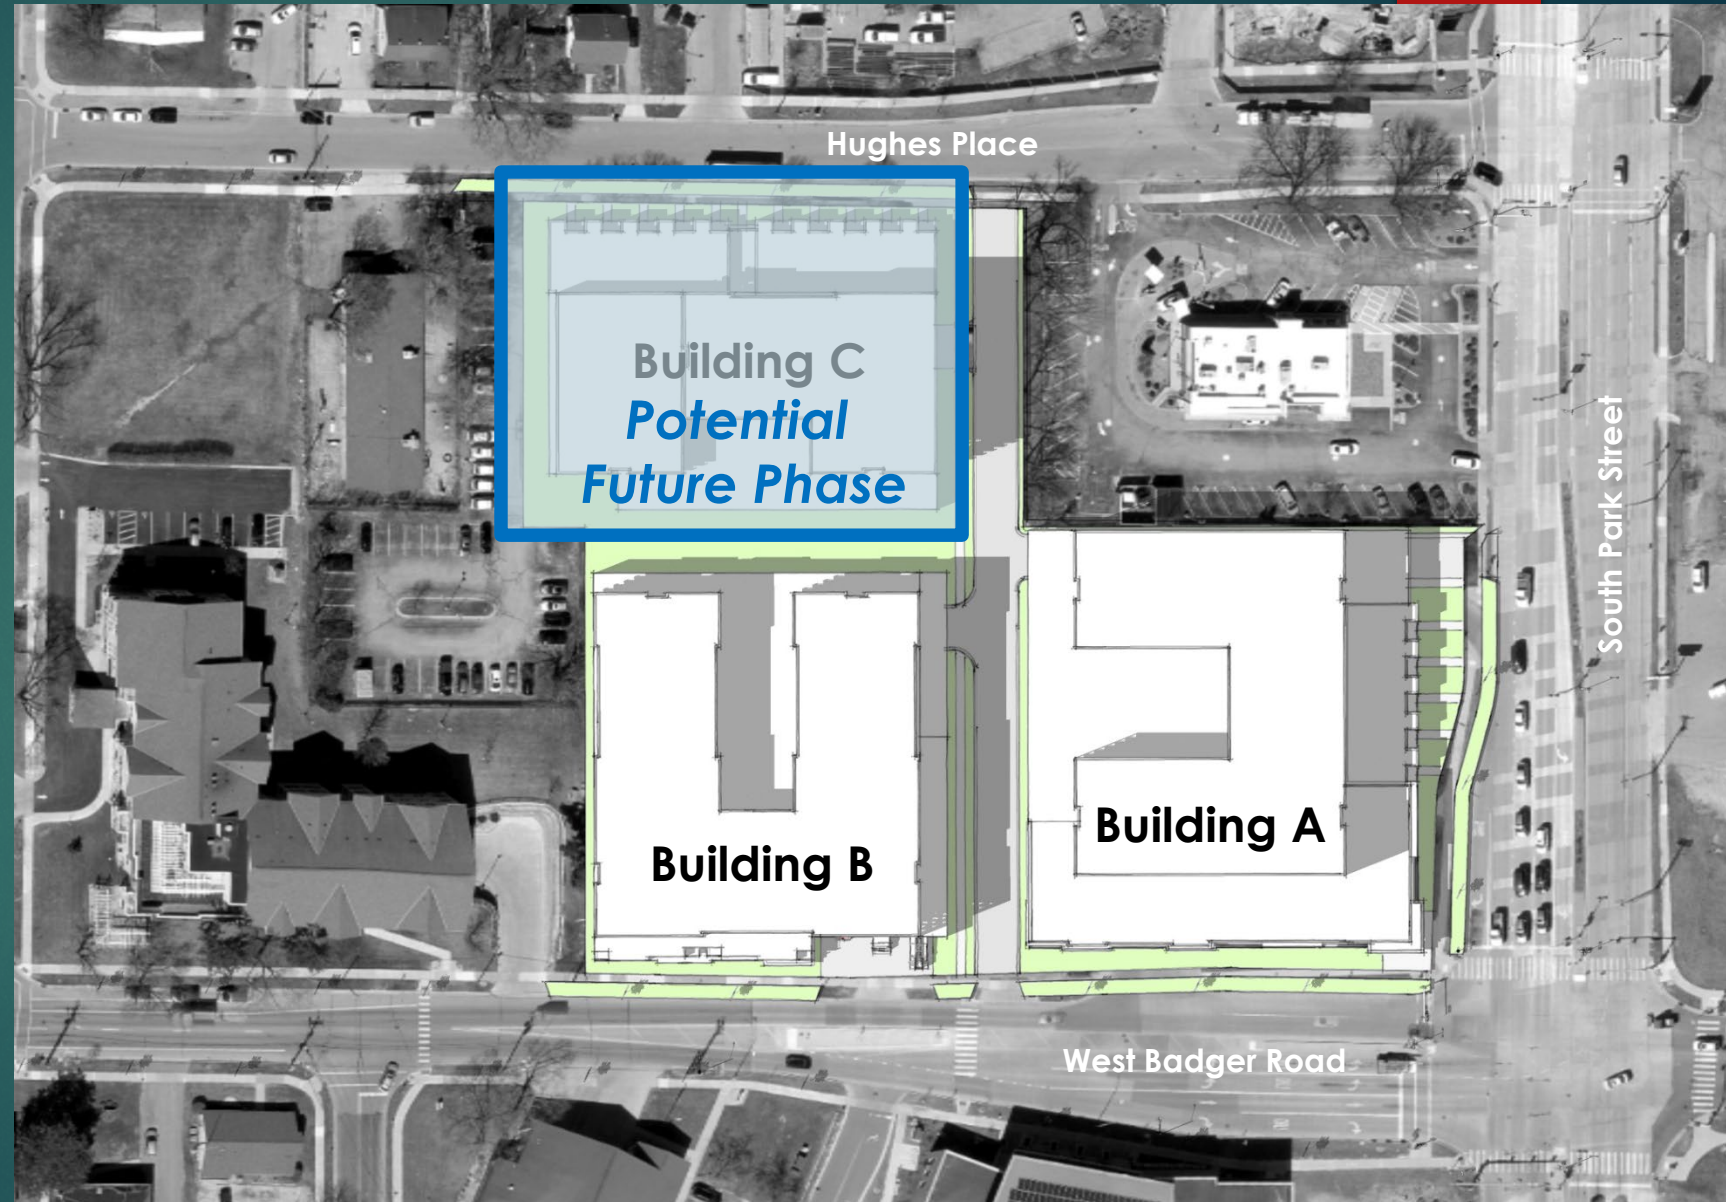 Hughes Place
Building C
Potential
Future Phase
South Park Street
Building A
Building B
West Badger Road